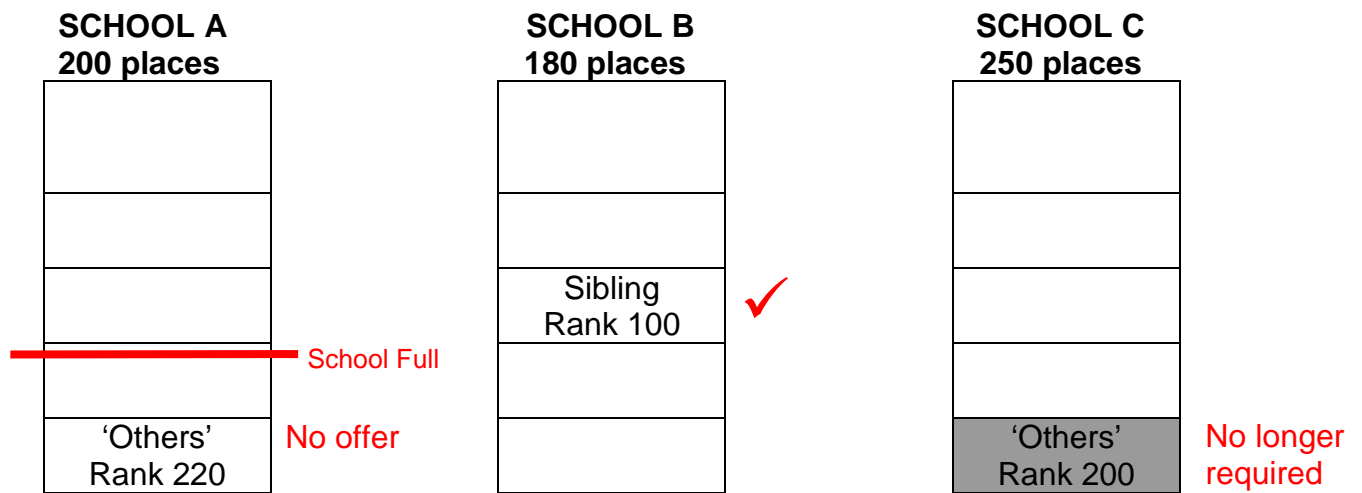 SCHOOL A
200 places
SCHOOL B
180 places
SCHOOL C
250 places
Sibling
Rank 100
School Full
‘Others’
Rank 220
No offer
‘Others’
Rank 200
No longer
required